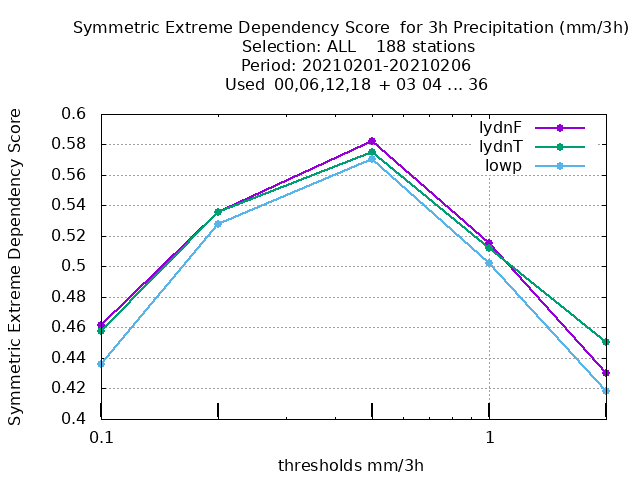 Symmetric Extreme Dependency Score  for 3h Precipitation (mm/3h)
Selection: ALL    188 stations
Period: 20210201-20210206
Used  00,06,12,18  + 03 04 ... 36
Symmetric Extreme Dependency Score
0.6
0.58
0.56
0.54
0.52
0.5
0.48
0.46
0.44
0.42
0.4
lydnF
lydnT
lowp
0.1
1
thresholds mm/3h